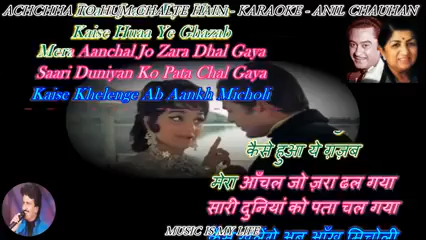 ACHCHHA TO HUM CHALTE HAIN - KARAOKE - ANIL CHAUHAN
Kaise Huaa Ye Ghazab
Mera Aanchal Jo Zara Dhal Gaya
Saari Duniyan Ko Pata Chal Gaya
Kaise Khelenge Ab Aankh Micholi
कैसे हुआ ये ग़ज़ब
मेरा आँचल जो ज़रा ढल गया
सारी दुनियां को पता चल गया
कैसे खेलेंगे अब आँख मिचोली
MUSIC IS MY LIFE